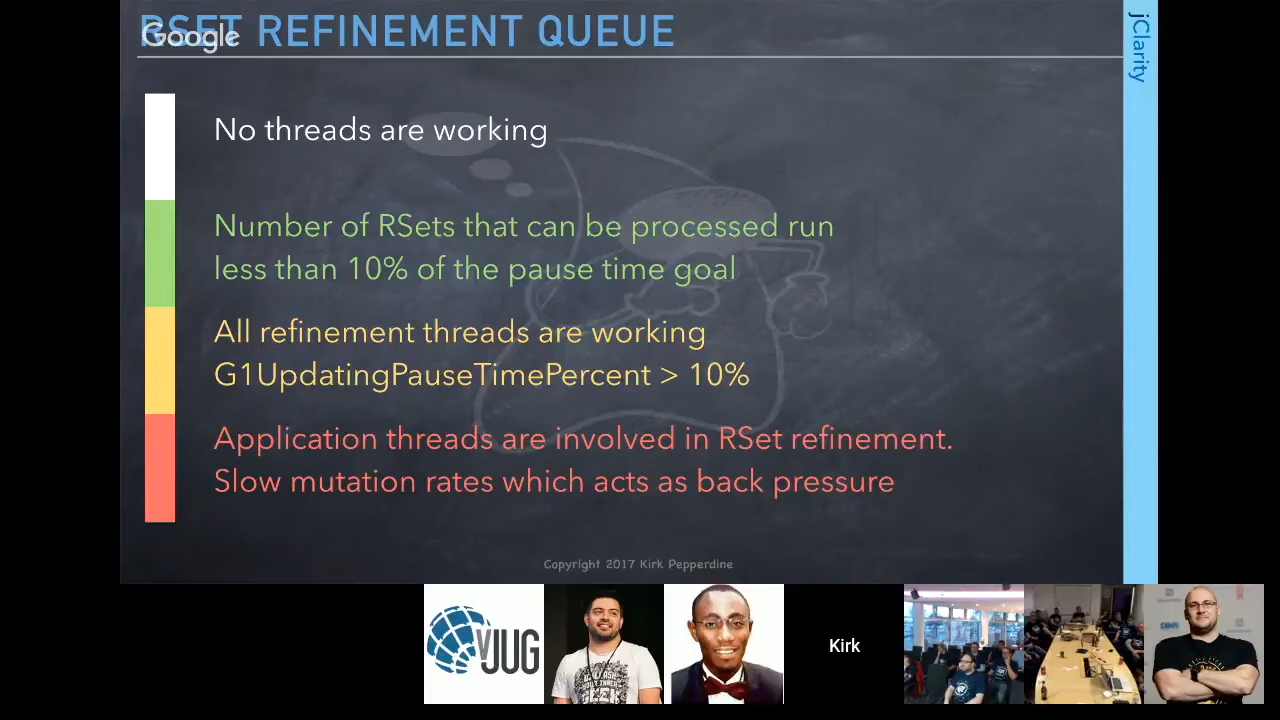 RSET REFINEMENT QUEUE
Google
jClarity
No threads are working
Number of RSets that can be processed run
less than 10% of the pause time goal
All refinement threads are working
G1UpdatingPauseTimePercent > 10%
Application threads are involved in RSet refinement.
Slow mutation rates which acts as back pressure
Copyright 2017 Kirk Pepperdine
vJUG
GEEK
Kirk